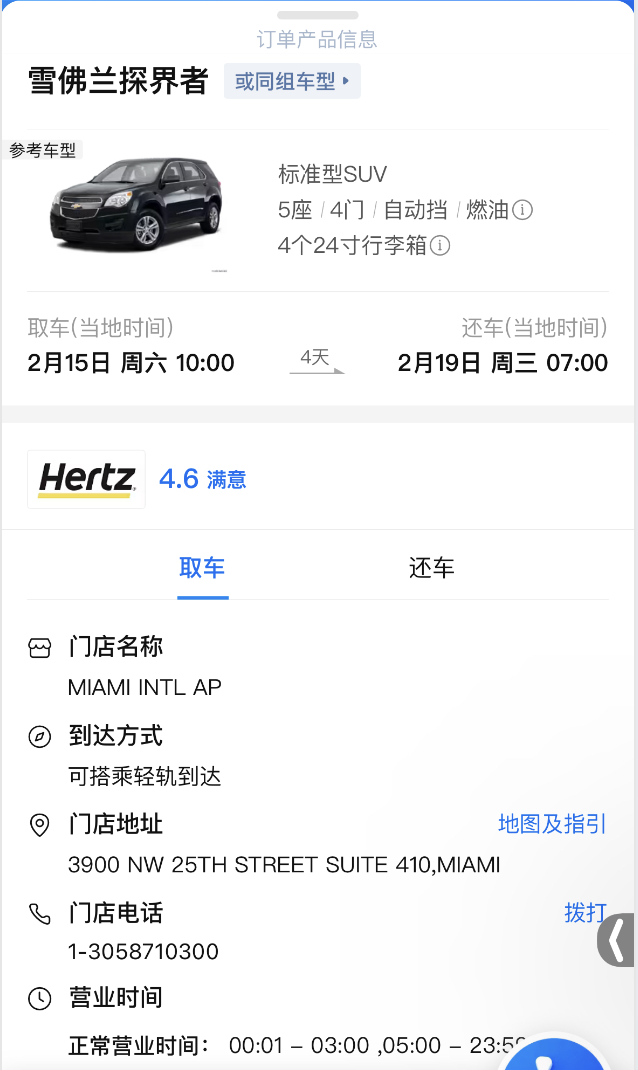 订单产品信息
雪佛兰探界者 或同组车型
参考车型
标准型SUV
5座 / 4门 / 自动挡 / 燃油
4个24寸行李箱
取车(当地时间) 还车(当地时间)
2月15日 周六 10:00 4天 2月19日 周三 07:00
Hertz 4.6 满意
取车 还车
门店名称
MIAMI INTL AP
到达方式
可搭乘轻轨到达
门店地址 地图及指引
3900 NW 25TH STREET SUITE 410,MIAMI
门店电话 拨打
1-3058710300
营业时间
正常营业时间： 00:01 – 03:00 ,05:00 –